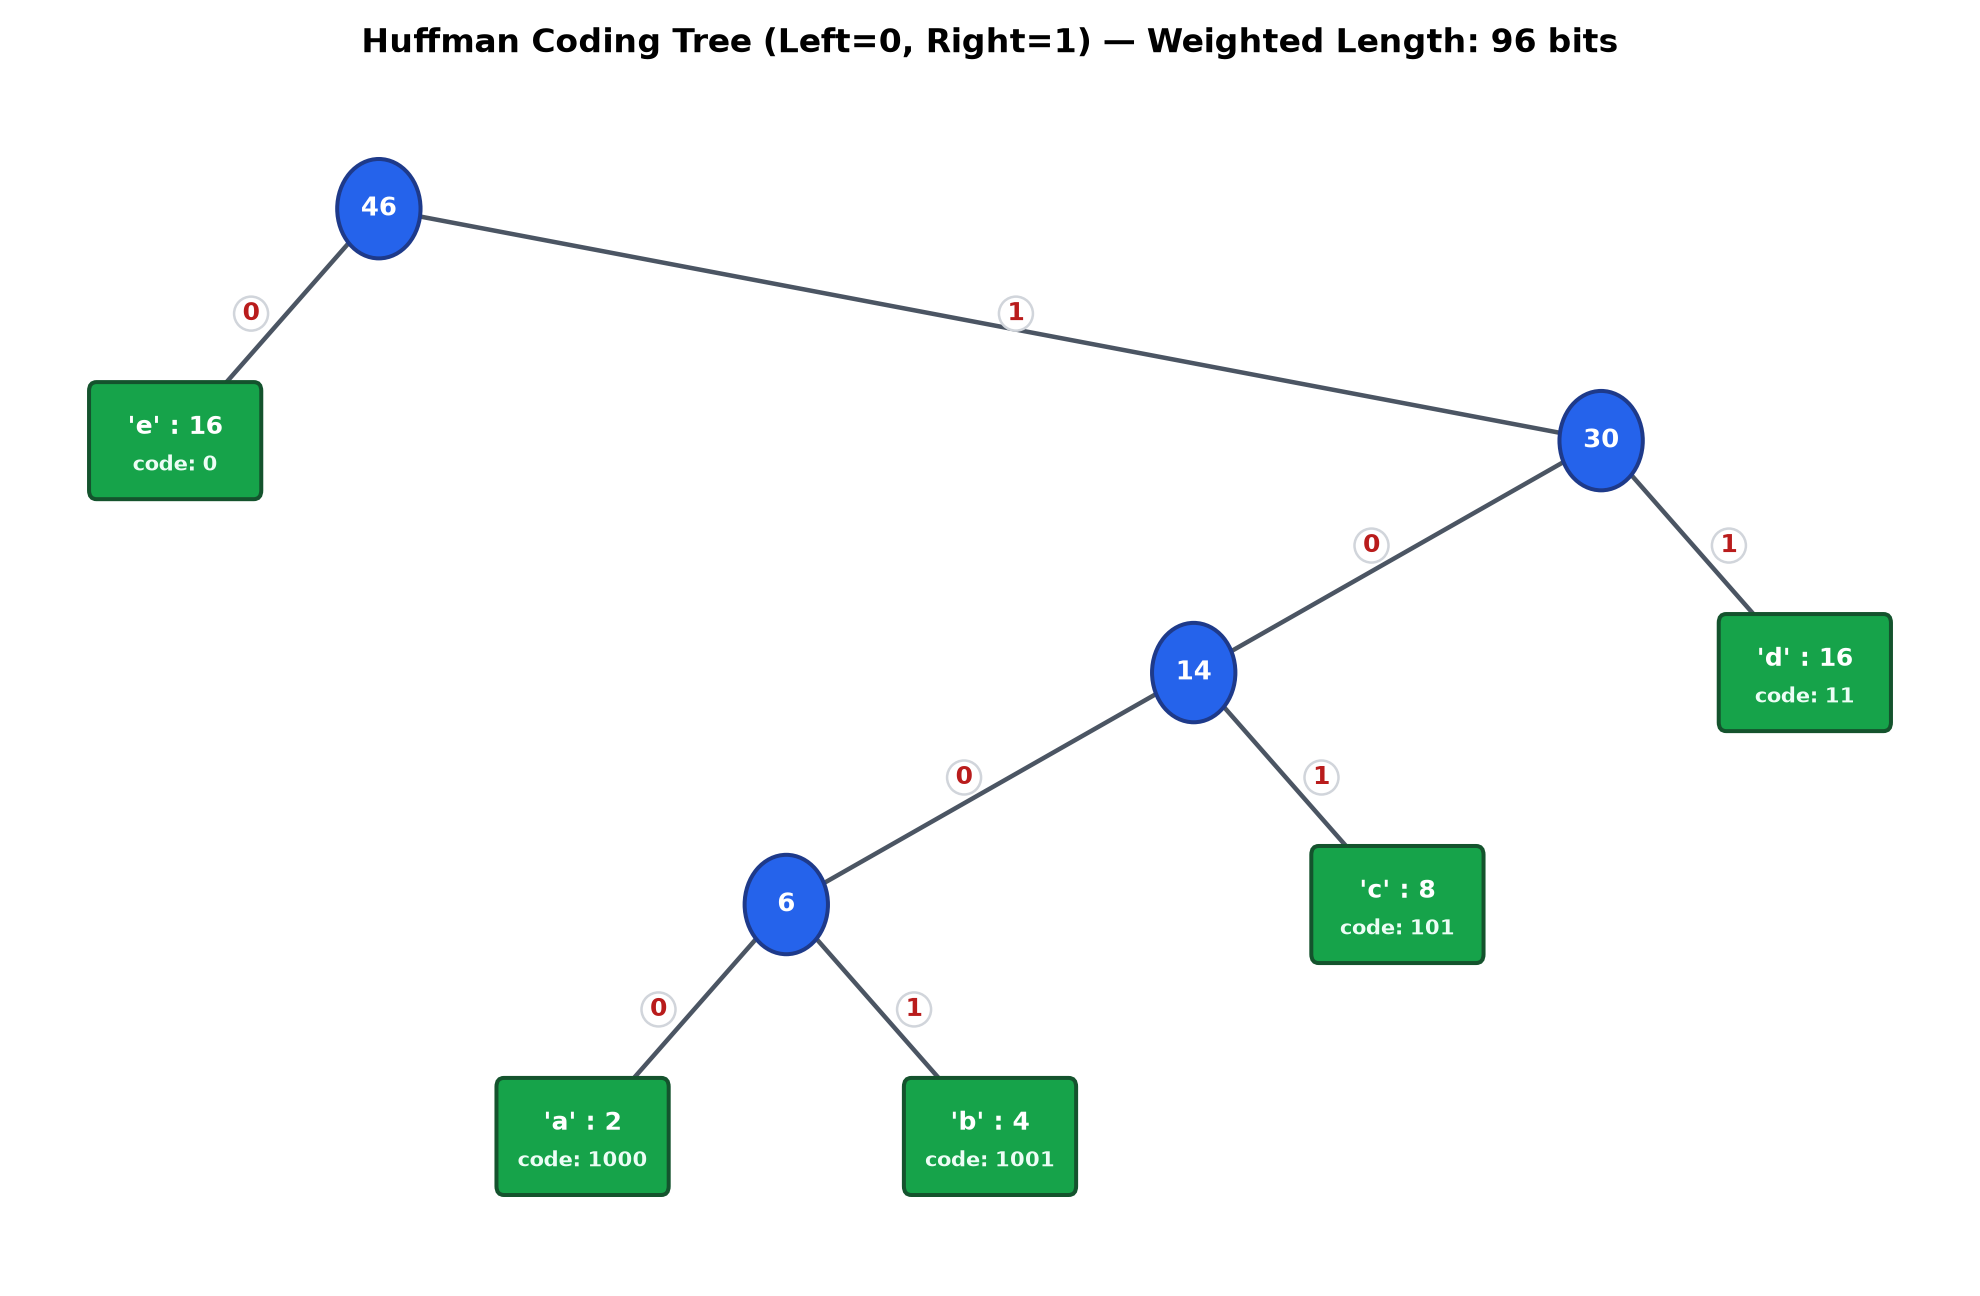 Huffman Coding Tree (Left=0, Right=1) — Weighted Length: 96 bits
46
0
1
'e' : 16
code: 0
30
0
1
14
'd' : 16
code: 11
0
1
6
'c' : 8
code: 101
0
1
'a' : 2
code: 1000
'b' : 4
code: 1001